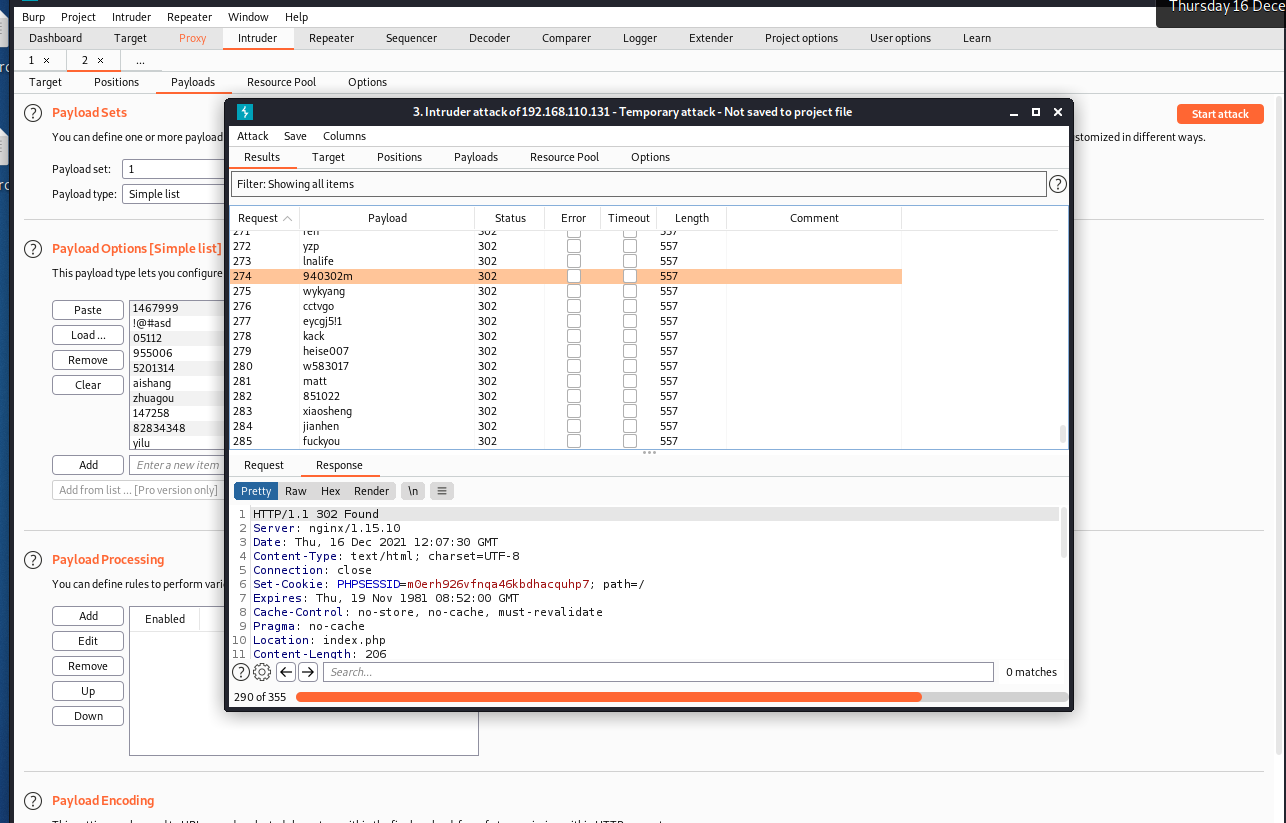 Thursday 16 Dece
Burp Project Intruder Repeater Window Help
Dashboard Target Proxy Intruder Repeater Sequencer Decoder Comparer Logger Extender Project options User options Learn
1 × 2 × ...
Target Positions Payloads Resource Pool Options
? Payload Sets
Start attack
You can define one or more payload
stomized in different ways.
Payload set: 1
Payload type: Simple list
? Payload Options [Simple list]
This payload type lets you configure
Paste
Load ...
Remove
Clear
1467999
!@#asd
05112
955006
5201314
aishang
zhuagou
147258
82834348
yilu
Add Enter a new item
Add from list ... [Pro version only]
? Payload Processing
You can define rules to perform vari
Add
Edit
Remove
Up
Down
Enabled
? Payload Encoding
3. Intruder attack of 192.168.110.131 - Temporary attack - Not saved to project file
Attack Save Columns
Results Target Positions Payloads Resource Pool Options
Filter: Showing all items ?
Request Payload Status Error Timeout Length Comment
272 yzp 302 557
273 lnalife 302 557
274 940302m 302 557
275 wykyang 302 557
276 cctvgo 302 557
277 eycgj5!1 302 557
278 kack 302 557
279 heise007 302 557
280 w583017 302 557
281 matt 302 557
282 851022 302 557
283 xiaosheng 302 557
284 jianhen 302 557
285 fuckyou 302 557
Request Response
Pretty Raw Hex Render \n
1 HTTP/1.1 302 Found
2 Server: nginx/1.15.10
3 Date: Thu, 16 Dec 2021 12:07:30 GMT
4 Content-Type: text/html; charset=UTF-8
5 Connection: close
6 Set-Cookie: PHPSESSID=m0erh926vfnqa46kbdhacquhp7; path=/
7 Expires: Thu, 19 Nov 1981 08:52:00 GMT
8 Cache-Control: no-store, no-cache, must-revalidate
9 Pragma: no-cache
10 Location: index.php
11 Content-Length: 206
? Search... 0 matches
290 of 355